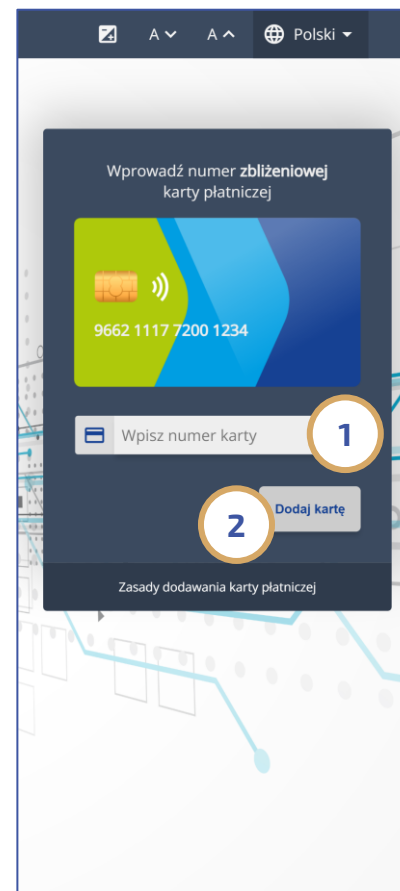 A A Polski
Wprowadź numer zbliżeniowej
karty płatniczej
9662 1117 7200 1234
Wpisz numer karty
1
2
Dodaj kartę
Zasady dodawania karty płatniczej